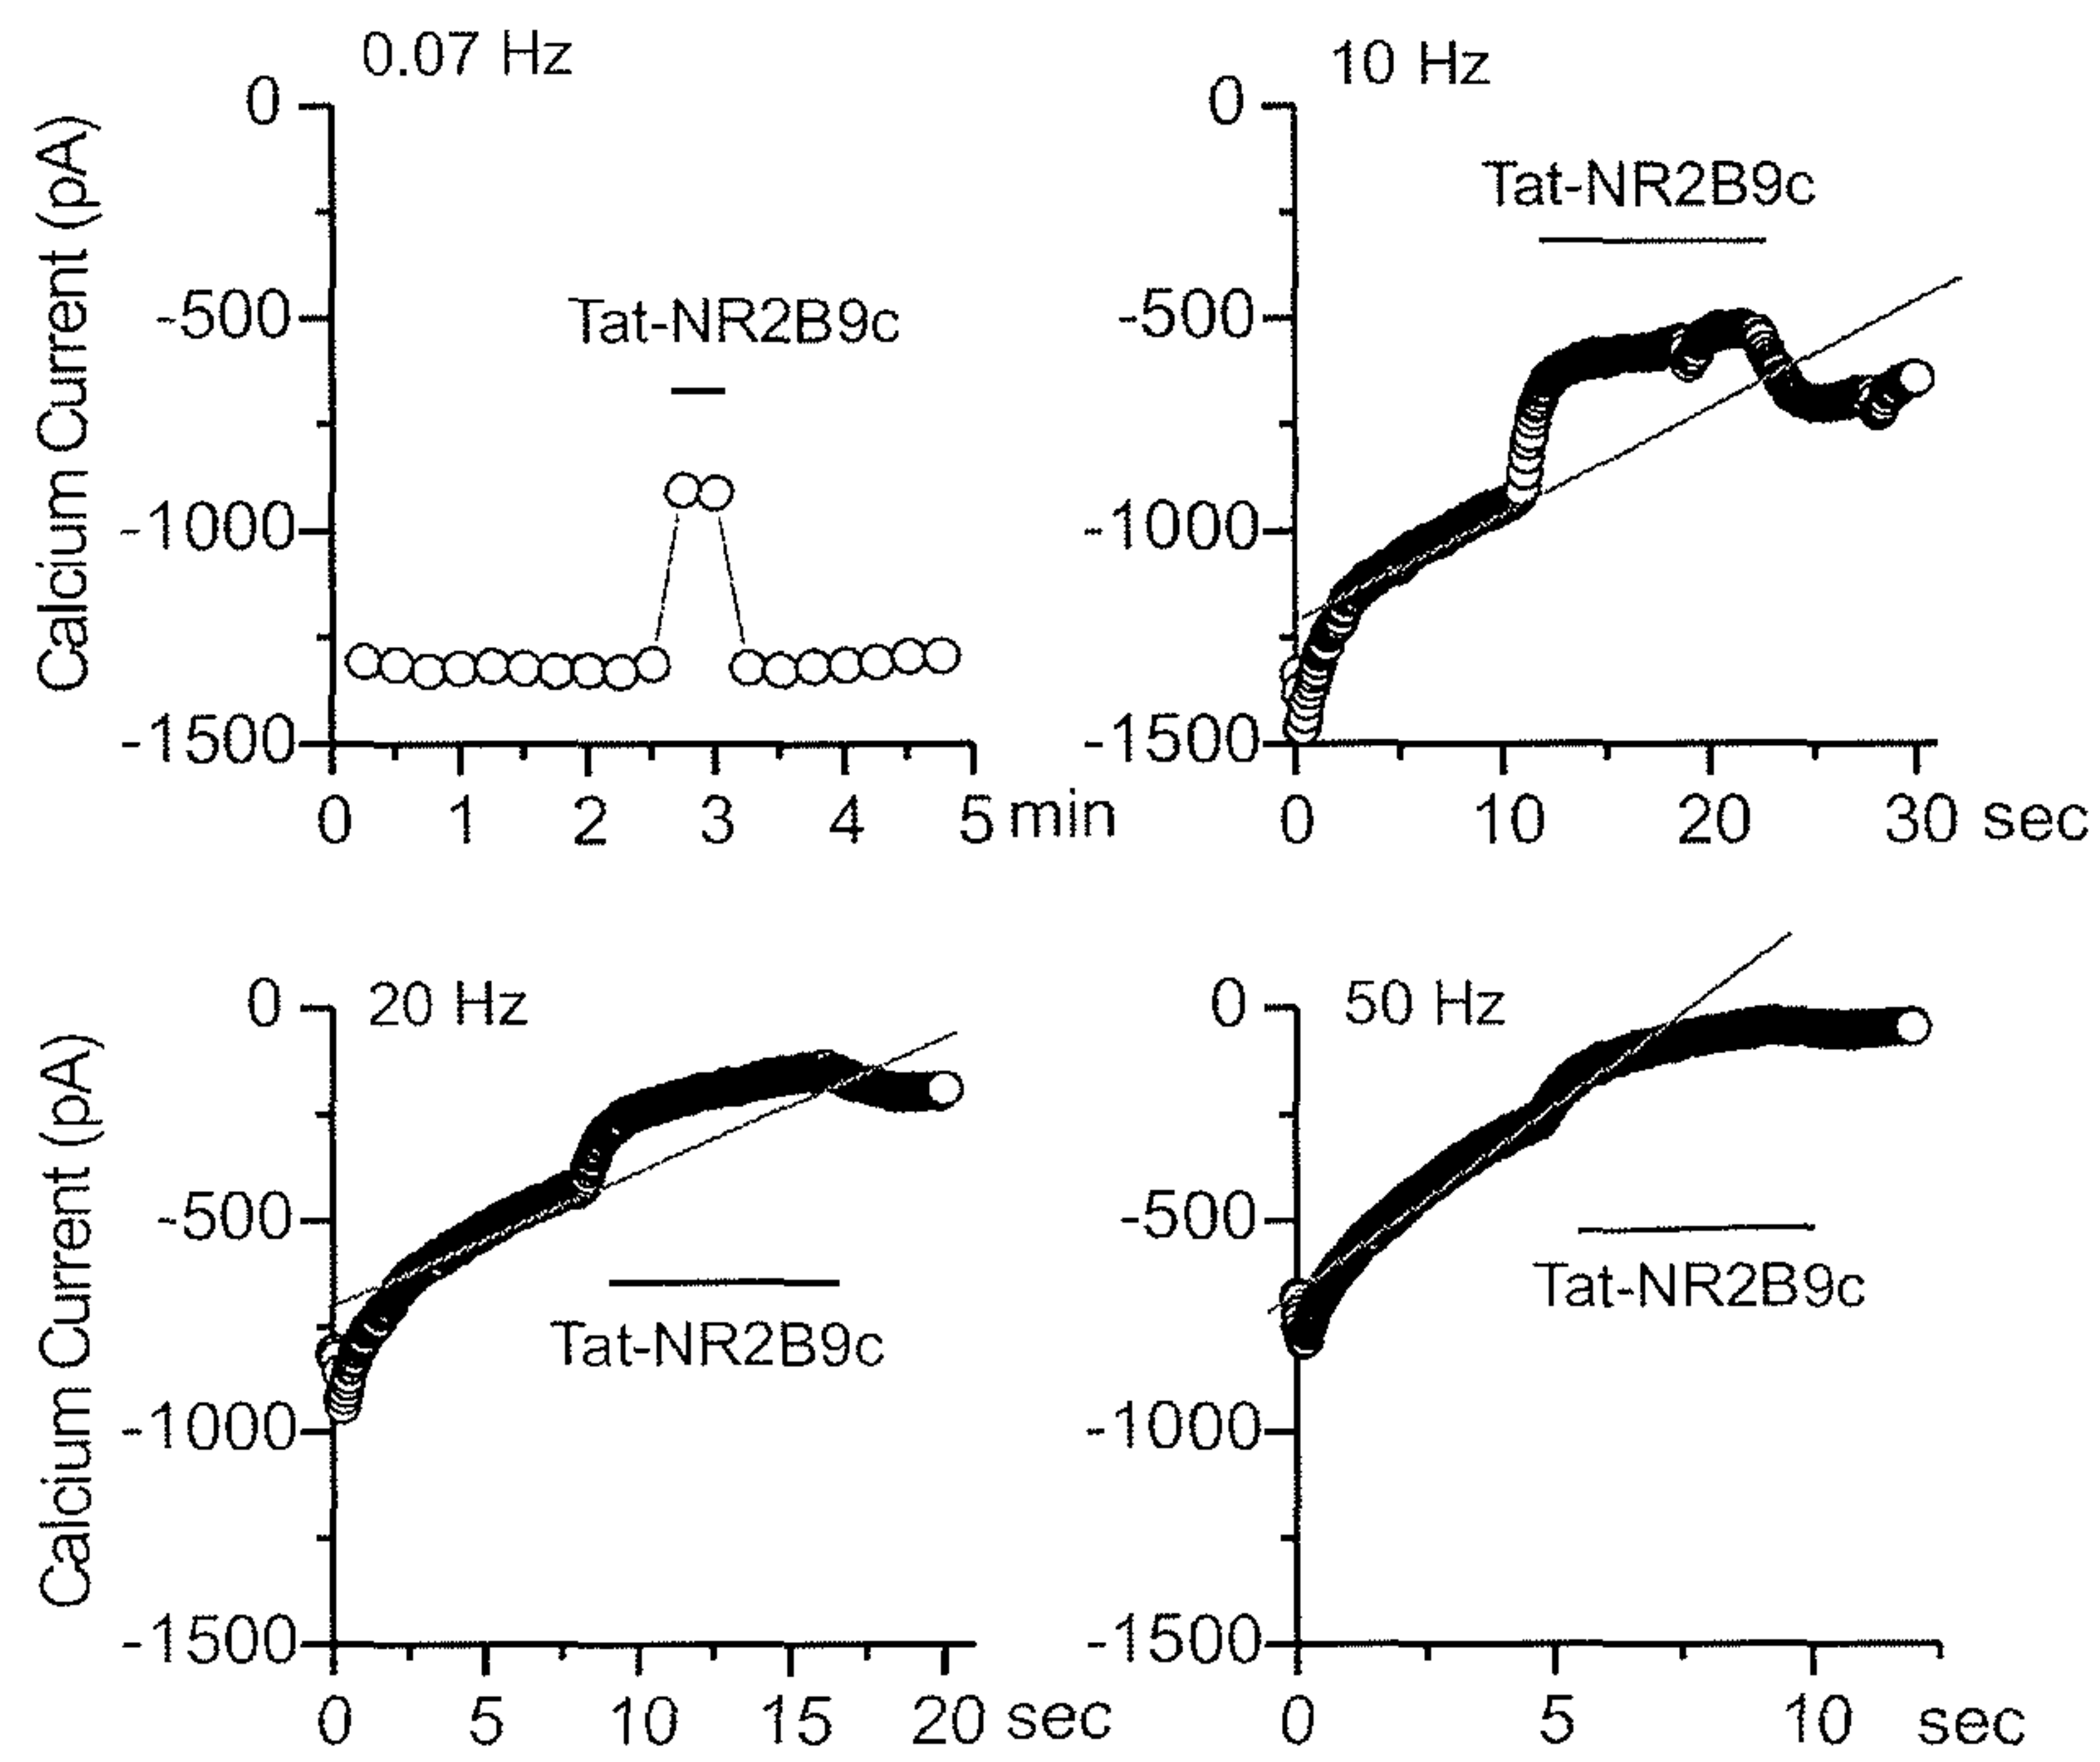 0.07 Hz
0
-500
-1000
-1500
Calcium Current (pA)
Tat-NR2B9c
0 1 2 3 4 5 min
10 Hz
0
-500
-1000
-1500
Tat-NR2B9c
0 10 20 30 sec
20 Hz
0
-500
-1000
-1500
Calcium Current (pA)
Tat-NR2B9c
0 5 10 15 20 sec
50 Hz
0
-500
-1000
-1500
Tat-NR2B9c
0 5 10 sec